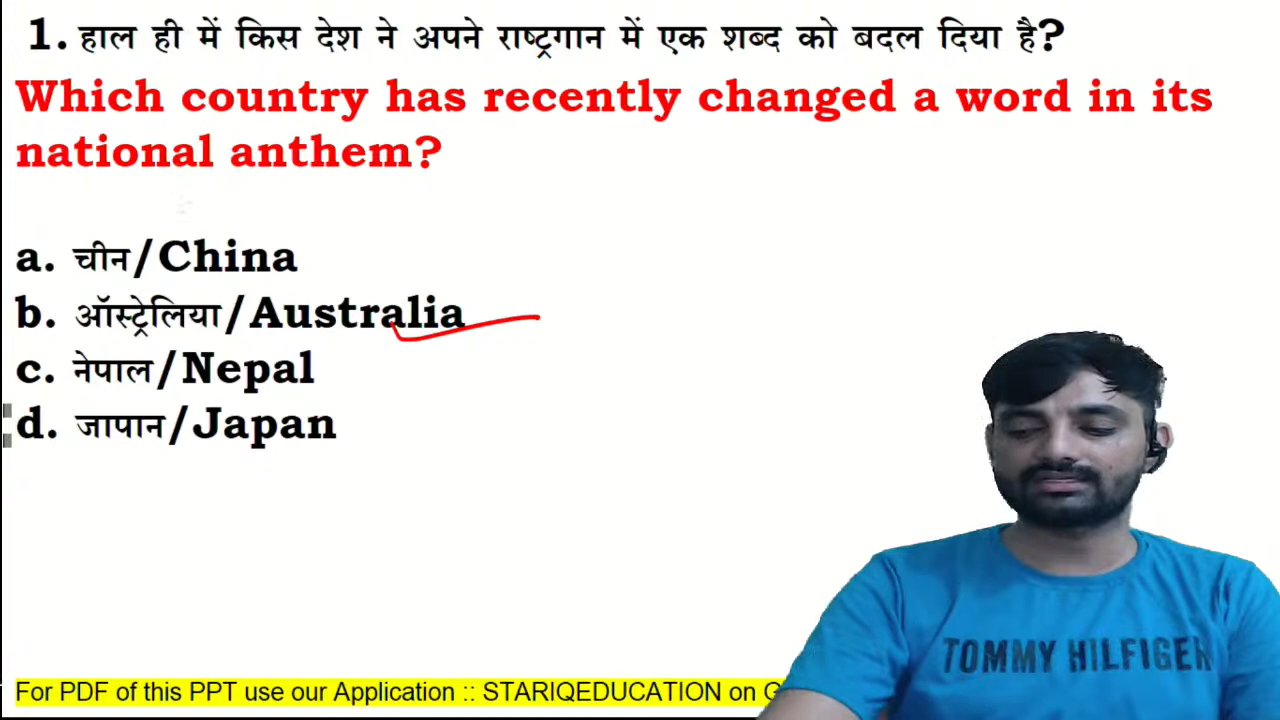 1. हाल ही में किस देश ने अपने राष्ट्रगान में एक शब्द को बदल दिया है?
Which country has recently changed a word in its
national anthem?
a. चीन/China
b. ऑस्ट्रेलिया/Australia
c. नेपाल/Nepal
d. जापान/Japan
TOMMY HILFIGER
For PDF of this PPT use our Application :: STARIQEDUCATION on G